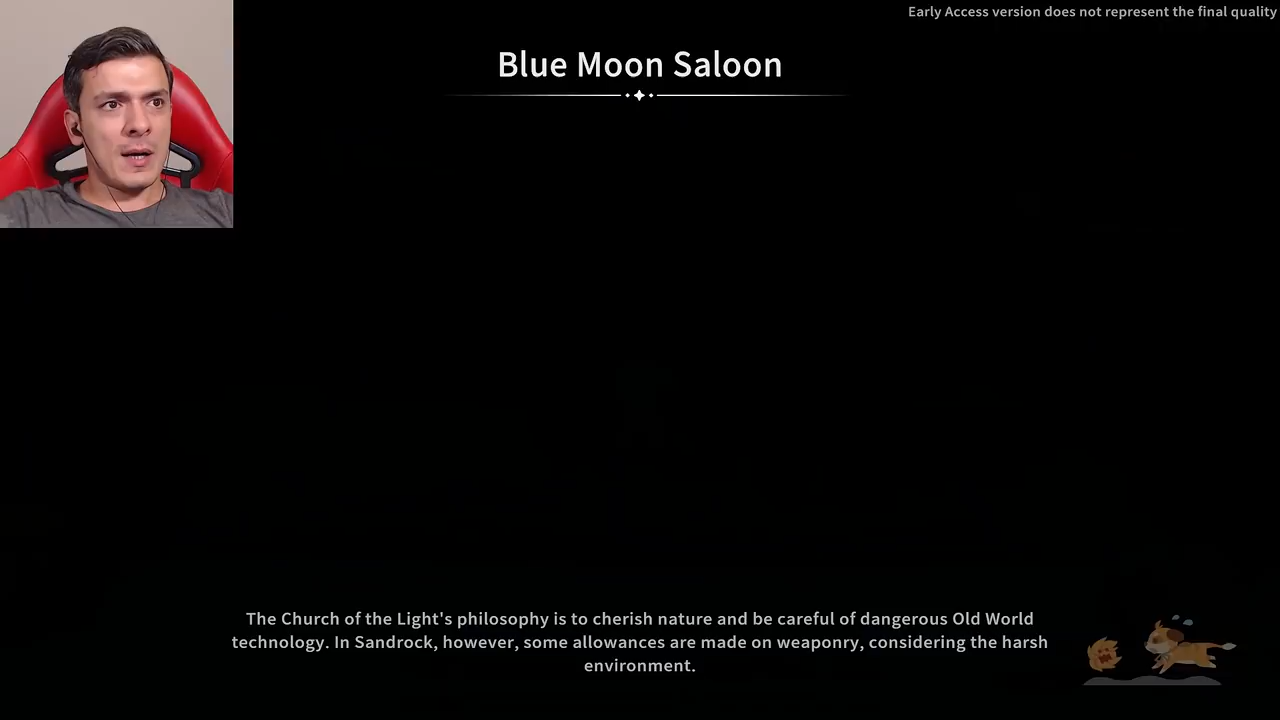 Early Access version does not represent the final quality
Blue Moon Saloon
The Church of the Light's philosophy is to cherish nature and be careful of dangerous Old World
technology. In Sandrock, however, some allowances are made on weaponry, considering the harsh
environment.